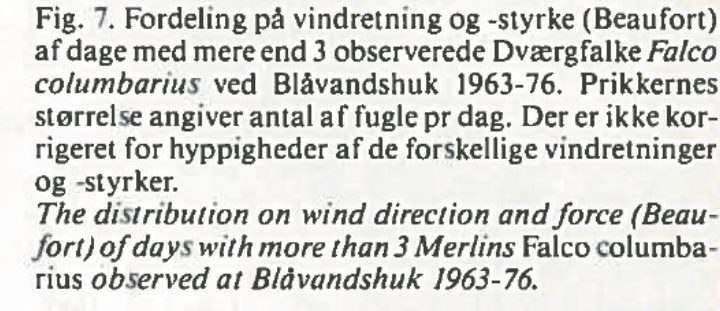 Fig. 7. Fordeling på vindretning og -styrke (Beaufort)
af dage med mere end 3 observerede Dværgfalke Falco
columbarius ved Blåvandshuk 1963-76. Prikkernes
størrelse angiver antal af fugle pr dag. Der er ikke kor-
rigeret for hyppigheder af de forskellige vindretninger
og -styrker.
The distribution on wind direction and force (Beau-
fort) of days with more than 3 Merlins Falco columba-
rius observed at Blåvandshuk 1963-76.